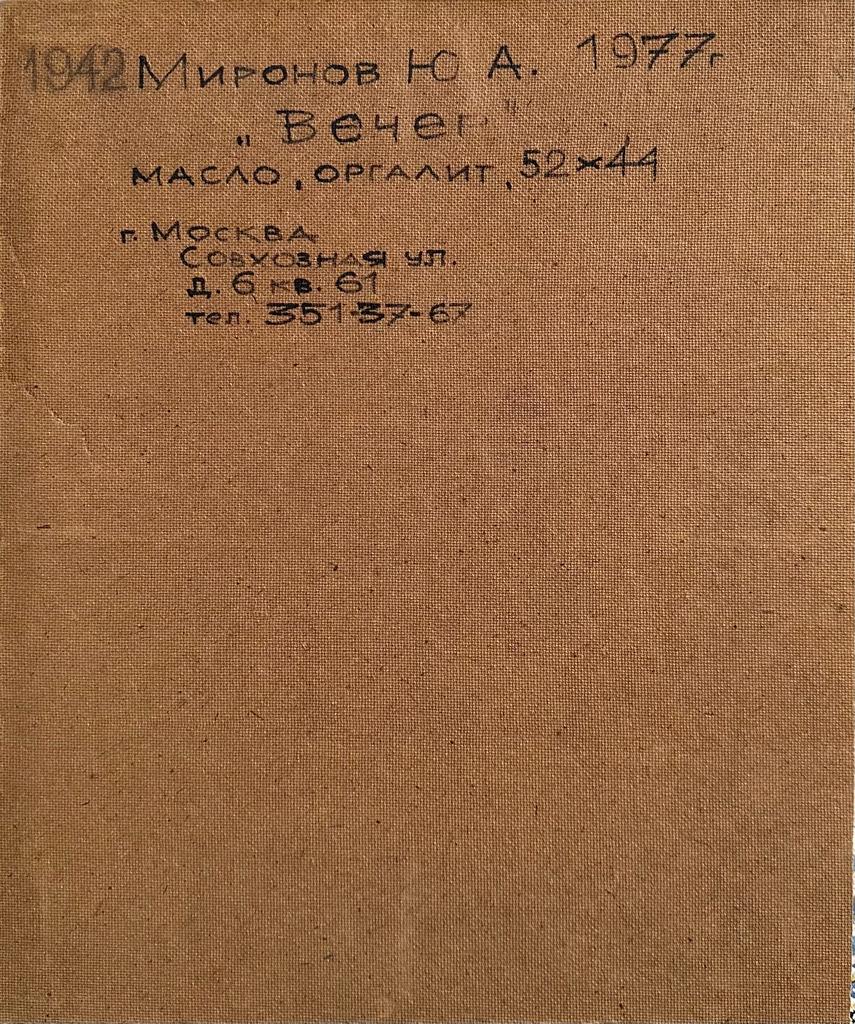 1942 Миронов Ю А. 1977г
„Вечер"
МАСЛО, ОРГАЛИТ, 52×44
г. МОСКВА
СОВХОЗНАЯ УЛ.
Д. 6 кв. 61
тел. 351-37-67